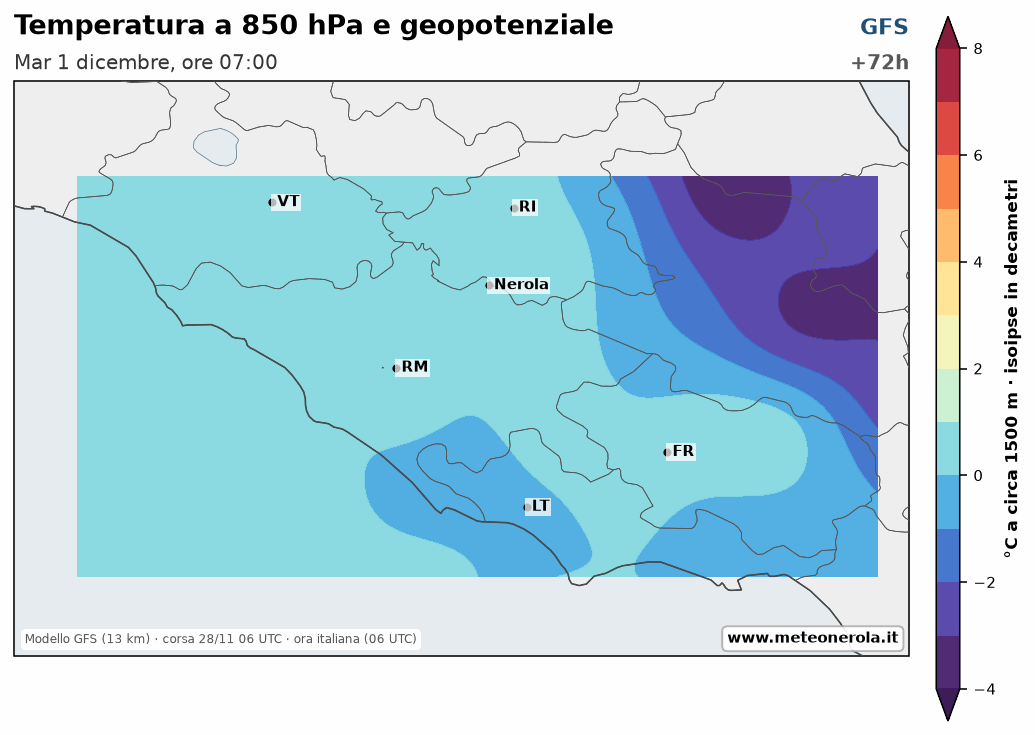 Temperatura a 850 hPa e geopotenziale
GFS
Mar 1 dicembre, ore 07:00
+72h
VT
RI
Nerola
RM
FR
LT
8
6
4
2
0
−2
−4
°C a circa 1500 m · isoipse in decametri
Modello GFS (13 km) · corsa 28/11 06 UTC · ora italiana (06 UTC)
www.meteonerola.it